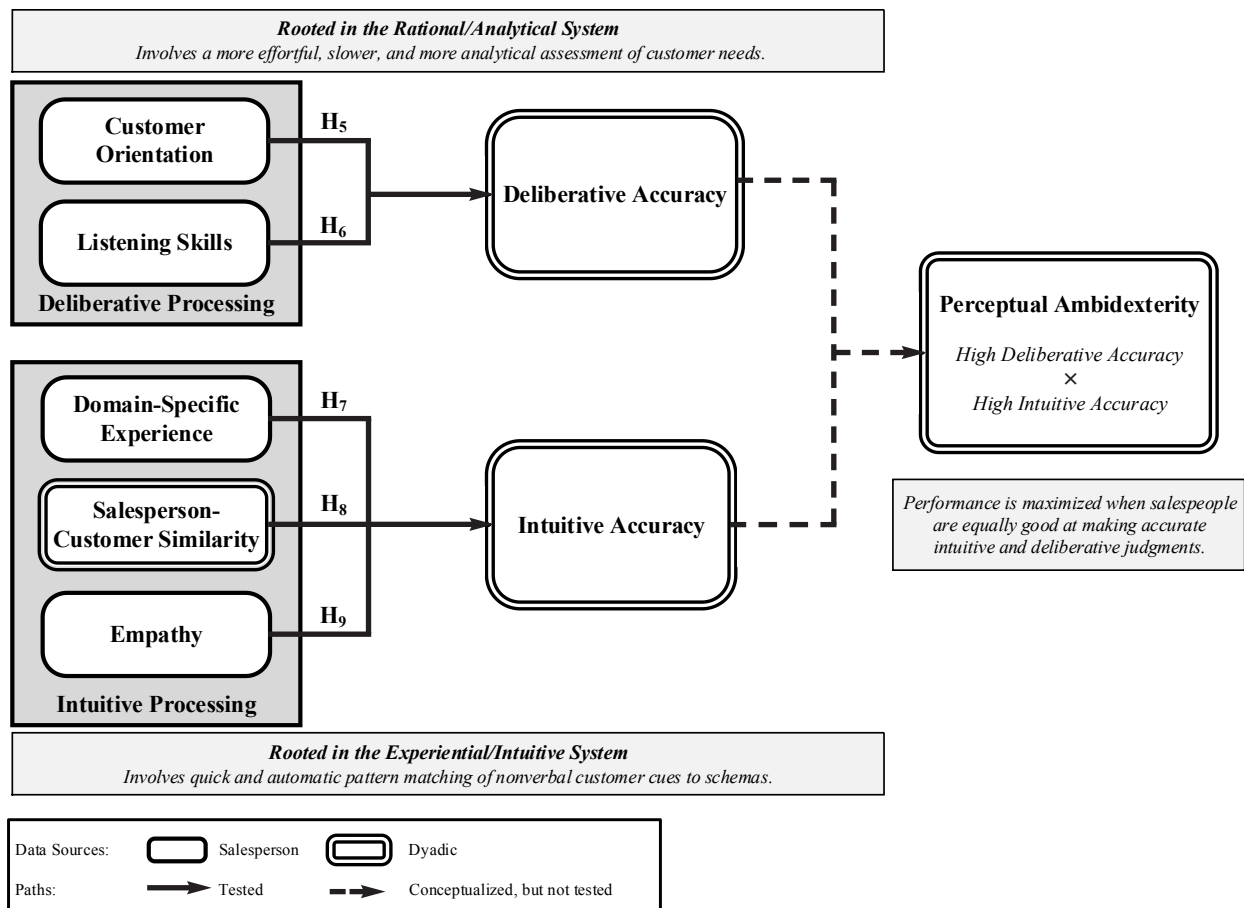 Rooted in the Rational/Analytical System
Involves a more effortful, slower, and more analytical assessment of customer needs.
Customer
Orientation
H5
Listening Skills
H6
Deliberative Processing
Deliberative Accuracy
Domain-Specific
Experience
H7
Salesperson-
Customer Similarity
H8
Empathy
H9
Intuitive Processing
Intuitive Accuracy
Perceptual Ambidexterity
High Deliberative Accuracy
×
High Intuitive Accuracy
Performance is maximized when salespeople
are equally good at making accurate
intuitive and deliberative judgments.
Rooted in the Experiential/Intuitive System
Involves quick and automatic pattern matching of nonverbal customer cues to schemas.
Data Sources: Salesperson Dyadic
Paths: Tested Conceptualized, but not tested